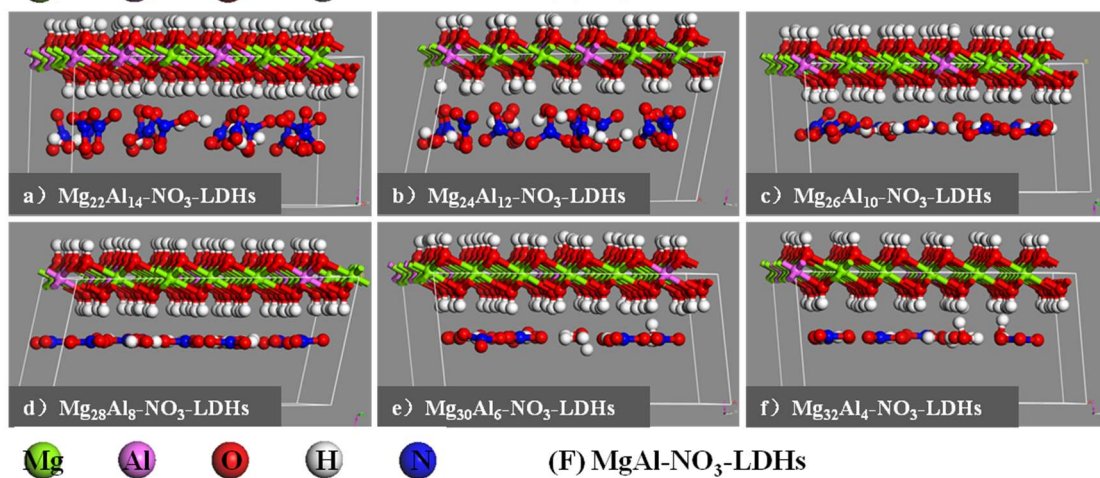 a）Mg₂₂Al₁₄-NO₃-LDHs
b）Mg₂₄Al₁₂-NO₃-LDHs
c）Mg₂₆Al₁₀-NO₃-LDHs
d）Mg₂₈Al₈-NO₃-LDHs
e）Mg₃₀Al₆-NO₃-LDHs
f）Mg₃₂Al₄-NO₃-LDHs
Mg Al O H N (F) MgAl-NO₃-LDHs